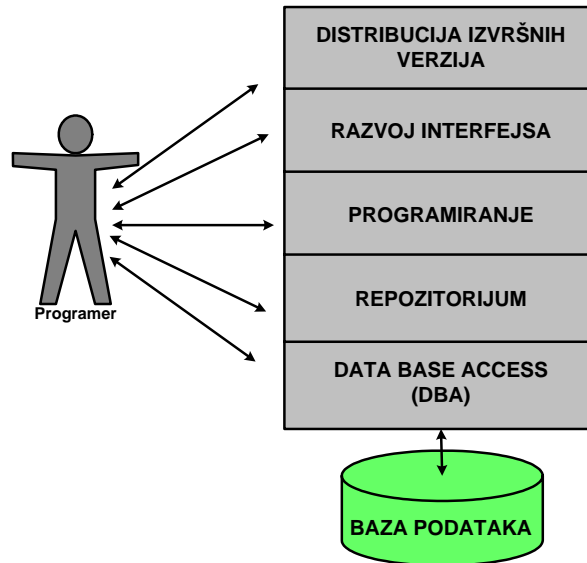 DISTRIBUCIJA IZVRŠNIH
VERZIJA
RAZVOJ INTERFEJSA
PROGRAMIRANJE
REPOZITORIJUM
DATA BASE ACCESS
(DBA)
Programer
BAZA PODATAKA